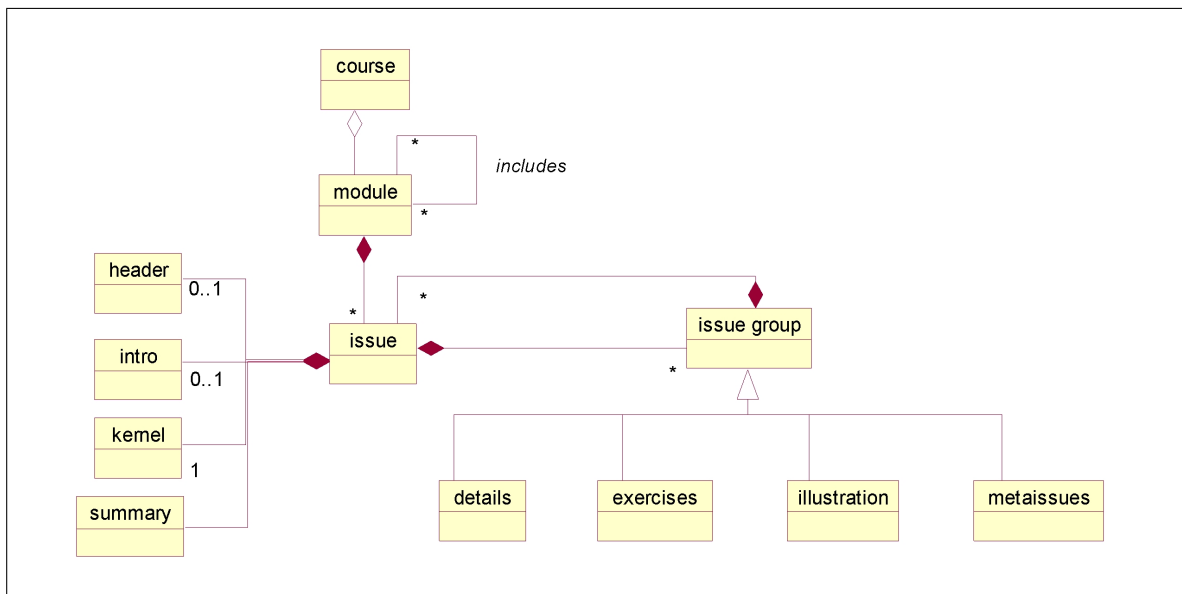 course
*
includes
module
*
header
0..1
*
*
issue
issue group
intro
0..1
*
kernel
1
summary
details
exercises
illustration
metaissues